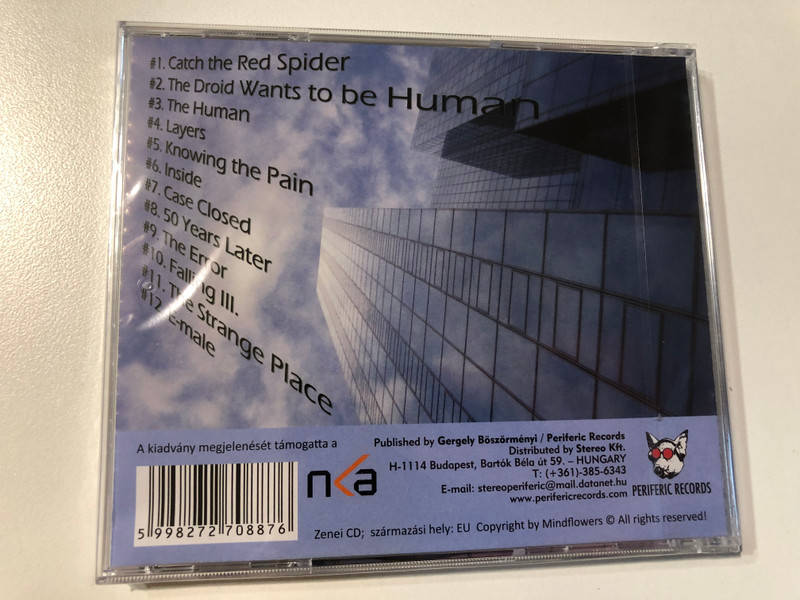 #1. Catch the Red Spider
#2. The Droid Wants to be Human
#3. The Human
#4. Layers
#5. Knowing the Pain
#6. Inside
#7. Case Closed
#8. 50 Years Later
#9. The Error
#10. Falling III.
#11. The Strange Place
#12. E-male
A kiadvány megjelenését támogatta a
nka
5 998272 708876
Published by Gergely Böszörményi / Periferic Records
Distributed by Stereo Kft.
H-1114 Budapest, Bartók Béla út 59. – HUNGARY
T: (+361)-385-6343
E-mail: stereoperiferic@mail.datanet.hu
www.perifericrecords.com
PERIFERIC RECORDS
Zenei CD; származási hely: EU Copyright by Mindflowers © All rights reserved!